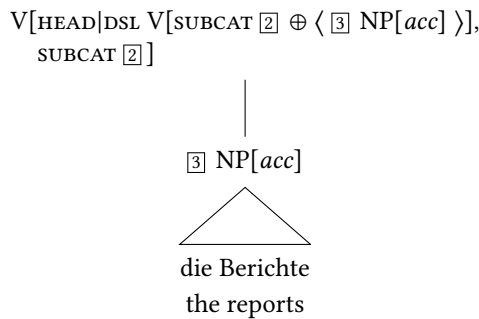 V[HEAD|DSL V[SUBCAT 2 ⊕ ⟨ 3 NP[acc] ⟩],
SUBCAT 2]
3 NP[acc]
die Berichte
the reports